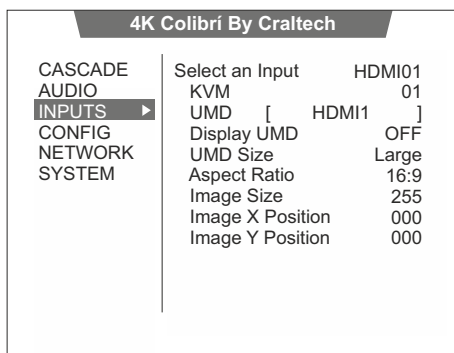 4K Colibrí By Craltech
CASCADE
AUDIO
INPUTS
CONFIG
NETWORK
SYSTEM
Select an Input HDMI01
KVM 01
UMD [ HDMI1 ]
Display UMD OFF
UMD Size Large
Aspect Ratio 16:9
Image Size 255
Image X Position 000
Image Y Position 000